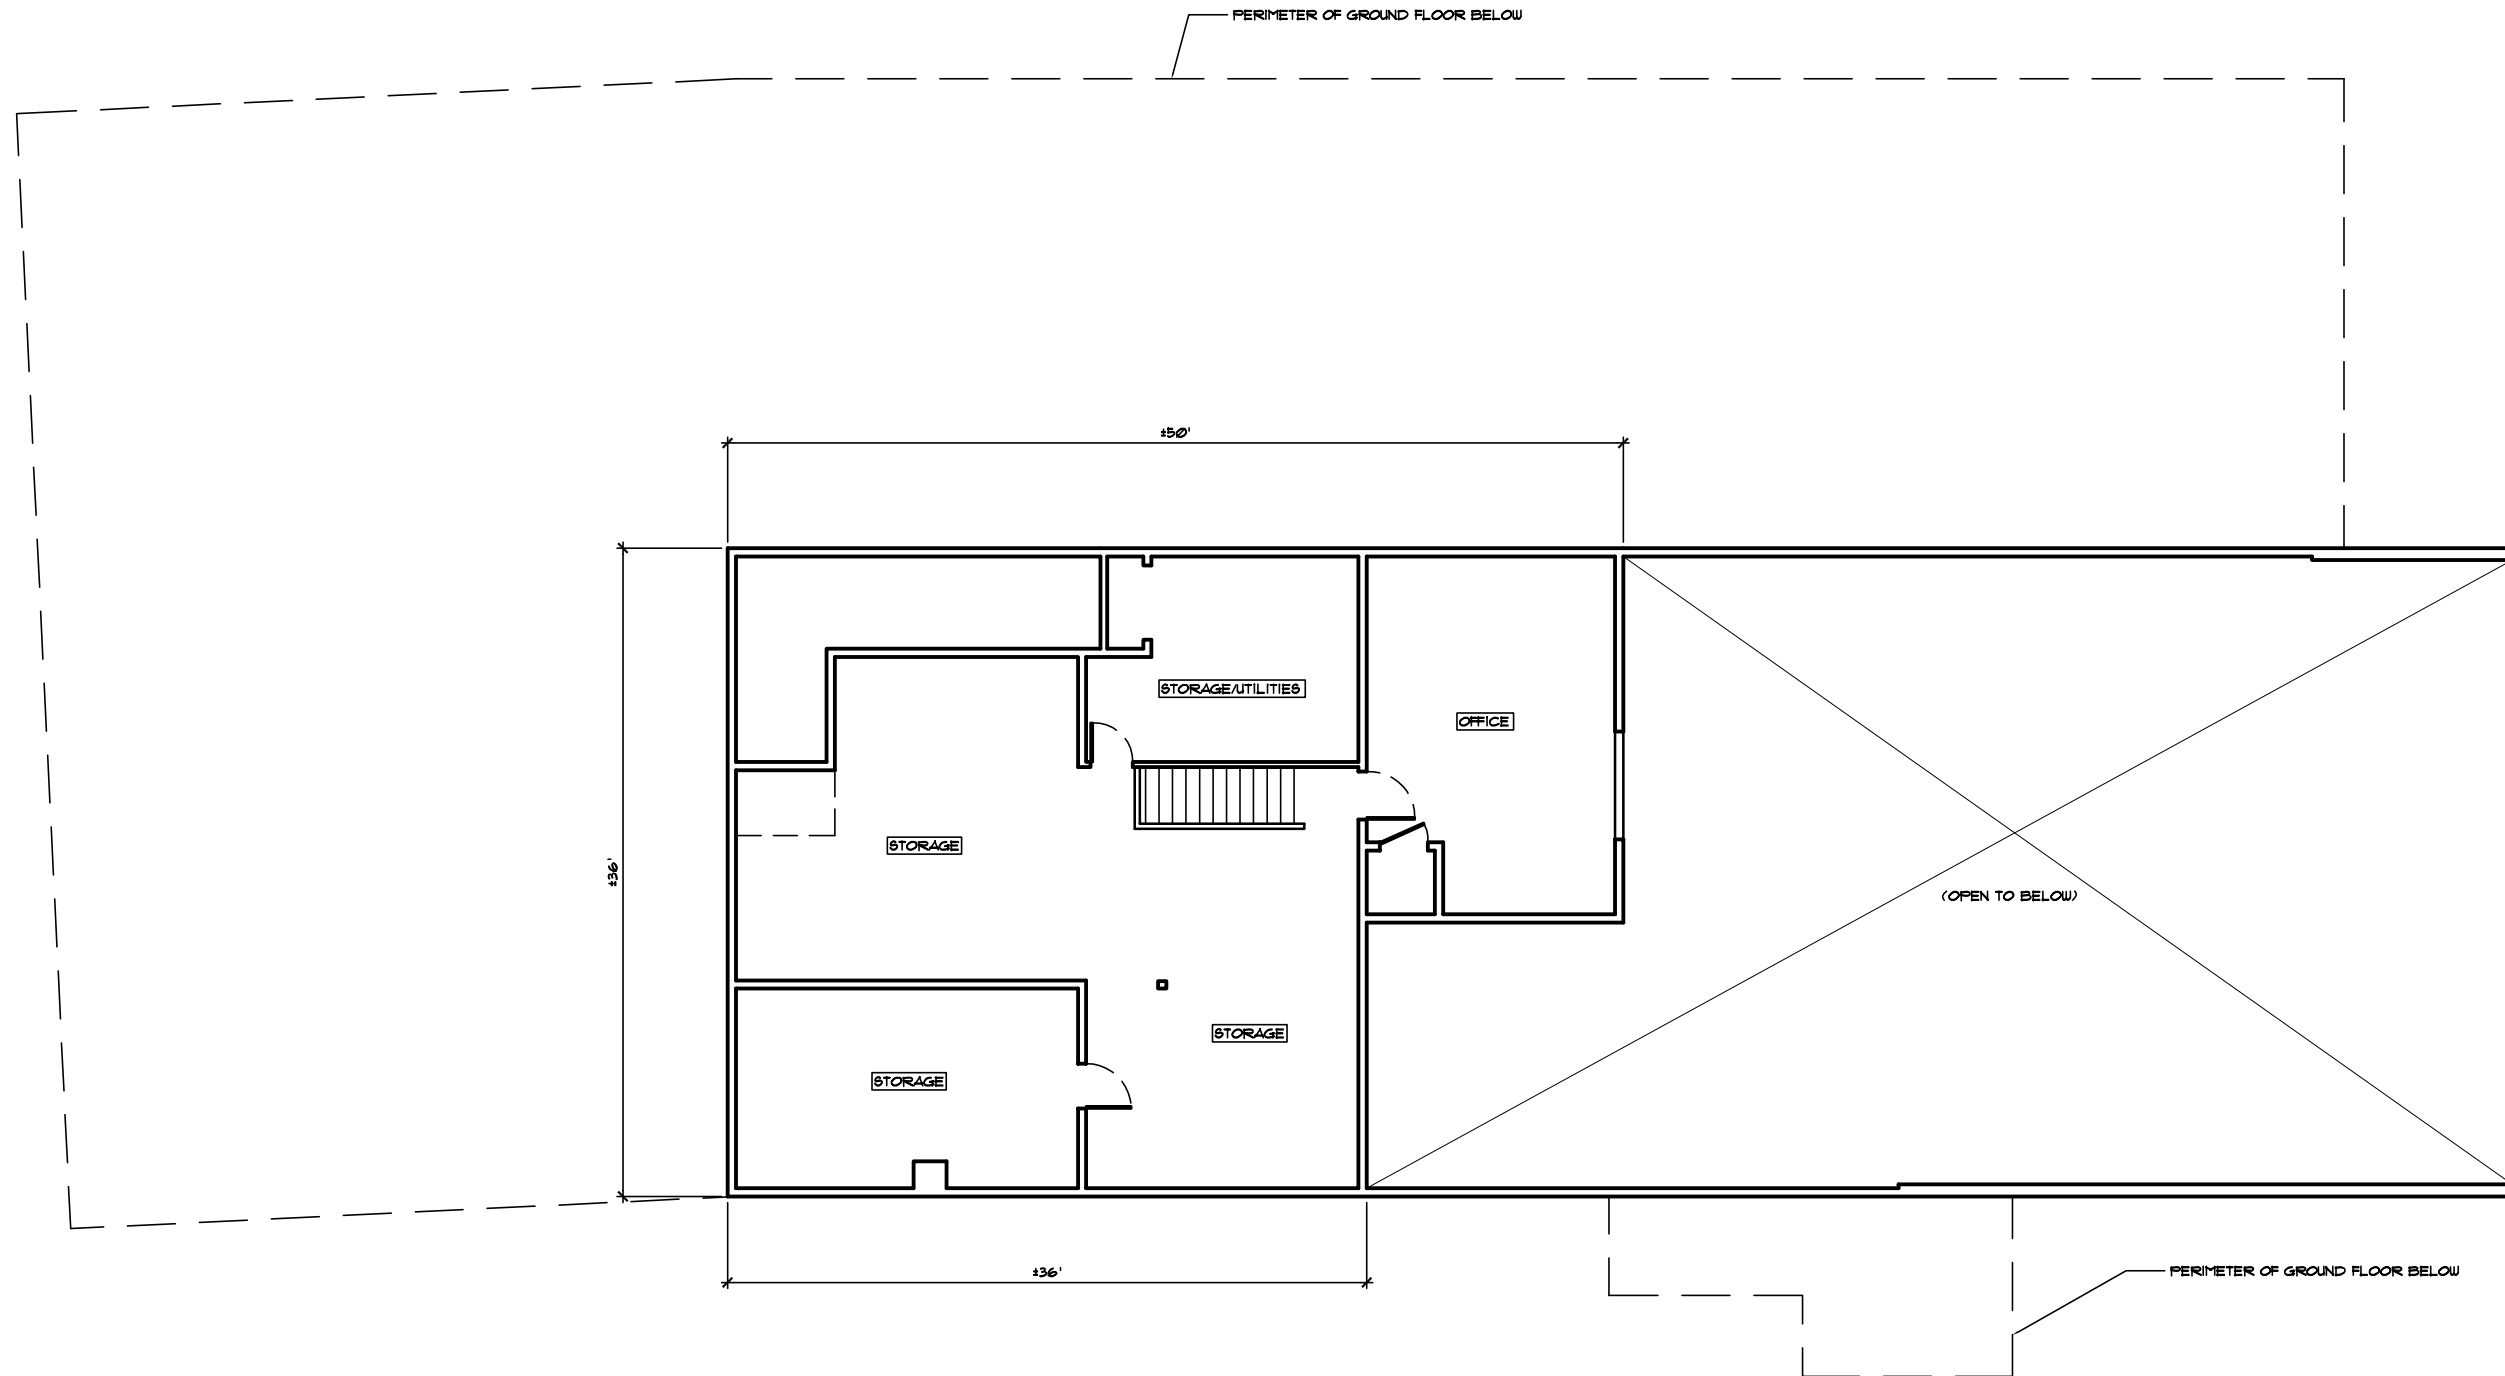 PERIMETER OF GROUND FLOOR BELOW
±50'
STORAGE/UTILITIES
OFFICE
STORAGE
±36'
(OPEN TO BELOW)
STORAGE
STORAGE
±36'
PERIMETER OF GROUND FLOOR BELOW